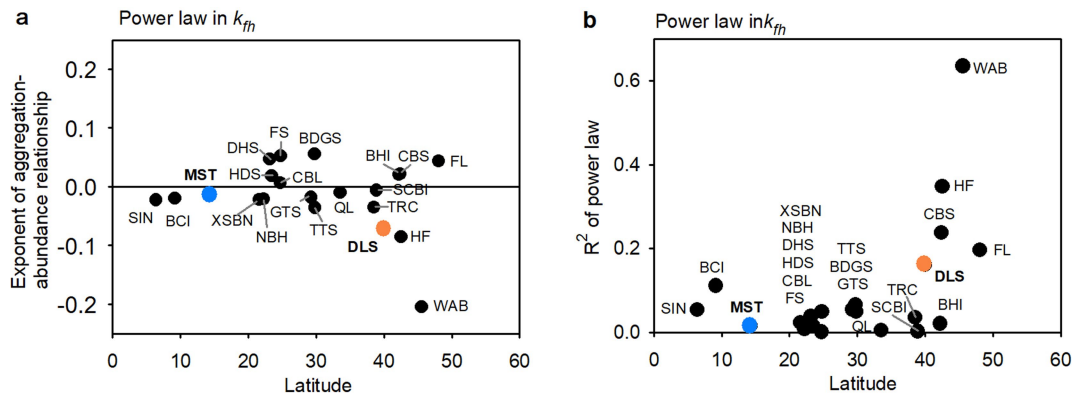 a
Power law in kfh
Exponent of aggregation-
abundance relationship
0.2
0.1
0.0
-0.1
-0.2
FS
BDGS
DHS
BHI CBS
FL
MST
HDS
CBL
SCBI
SIN
BCI
XSBN
GTS
QL
TRC
NBH
TTS
DLS
HF
WAB
0 10 20 30 40 50 60
Latitude
b
Power law inkfh
R2 of power law
0.6
0.4
0.2
0.0
WAB
HF
CBS
FL
XSBN
NBH
DHS
HDS
CBL
FS
TTS
BDGS
GTS
DLS
BCI
TRC
SIN
MST
SCBI
BHI
QL
0 10 20 30 40 50 60
Latitude